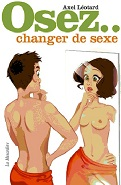 Axel Léotard
Osez..
changer de sexe
La Musardine